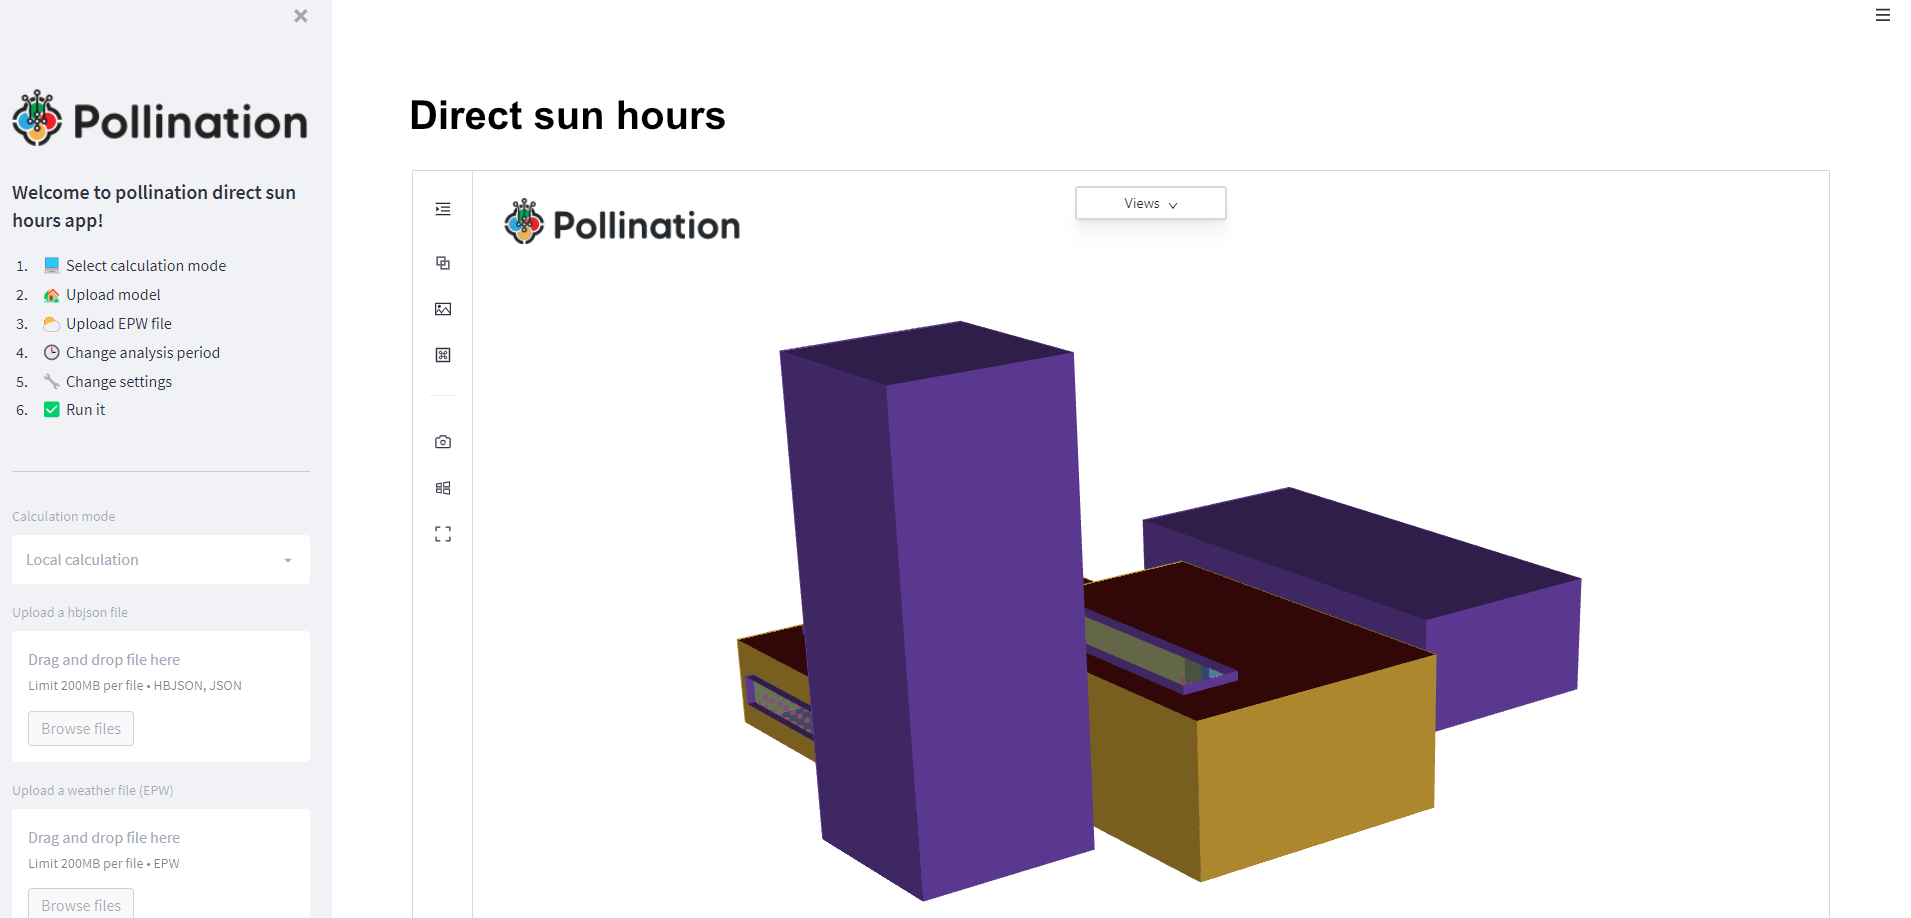 Pollination
Welcome to pollination direct sun
hours app!
1. Select calculation mode
2. Upload model
3. Upload EPW file
4. Change analysis period
5. Change settings
6. Run it
Calculation mode
Local calculation
Upload a hbjson file
Drag and drop file here
Limit 200MB per file • HBJSON, JSON
Browse files
Upload a weather file (EPW)
Drag and drop file here
Limit 200MB per file • EPW
Browse files
Direct sun hours
Pollination
Views